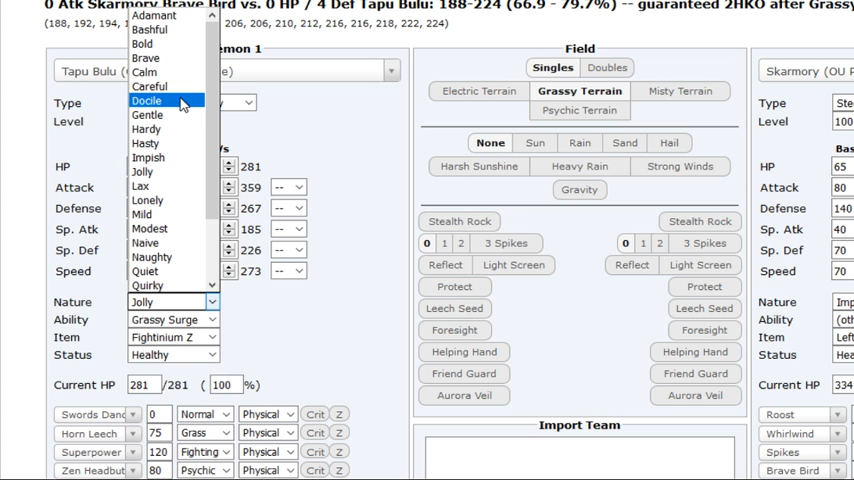 0 Atk Skarmory Brave Bird vs. 0 HP / 4 Def Tapu Bulu: 188-224 (66.9 - 79.7%) -- guaranteed 2HKO after Grassy
(188, 192, 194, 206, 206, 210, 212, 216, 216, 218, 222, 224)
Adamant
Bashful
Bold
Brave
Calm
Careful
Docile
Gentle
Hardy
Hasty
Impish
Jolly
Lax
Lonely
Mild
Modest
Naive
Naughty
Quiet
Quirky
Tapu Bulu
Type
Level
HP 281
Attack 359 --
Defense 267 --
Sp. Atk 185 --
Sp. Def 226 --
Speed 273 --
Nature Jolly
Ability Grassy Surge
Item Fightinium Z
Status Healthy
Current HP 281 /281 ( 100 %)
Swords Danc 0 Normal Physical Crit Z
Horn Leech 75 Grass Physical Crit Z
Superpower 120 Fighting Physical Crit Z
Zen Headbut 80 Psychic Physical Crit Z
Field
Singles Doubles
Electric Terrain Grassy Terrain Misty Terrain
Psychic Terrain
None Sun Rain Sand Hail
Harsh Sunshine Heavy Rain Strong Winds
Gravity
Stealth Rock Stealth Rock
0 1 2 3 Spikes 0 1 2 3 Spikes
Reflect Light Screen Reflect Light Screen
Protect Protect
Leech Seed Leech Seed
Foresight Foresight
Helping Hand Helping Hand
Friend Guard Friend Guard
Aurora Veil Aurora Veil
Import Team
Skarmory (OU
Type Ste
Level 100
Bas
HP 65
Attack 80
Defense 140
Sp. Atk 40
Sp. Def 70
Speed 70
Nature Imp
Ability (oth
Item Left
Status Hea
Current HP 334
Roost
Whirlwind
Spikes
Brave Bird